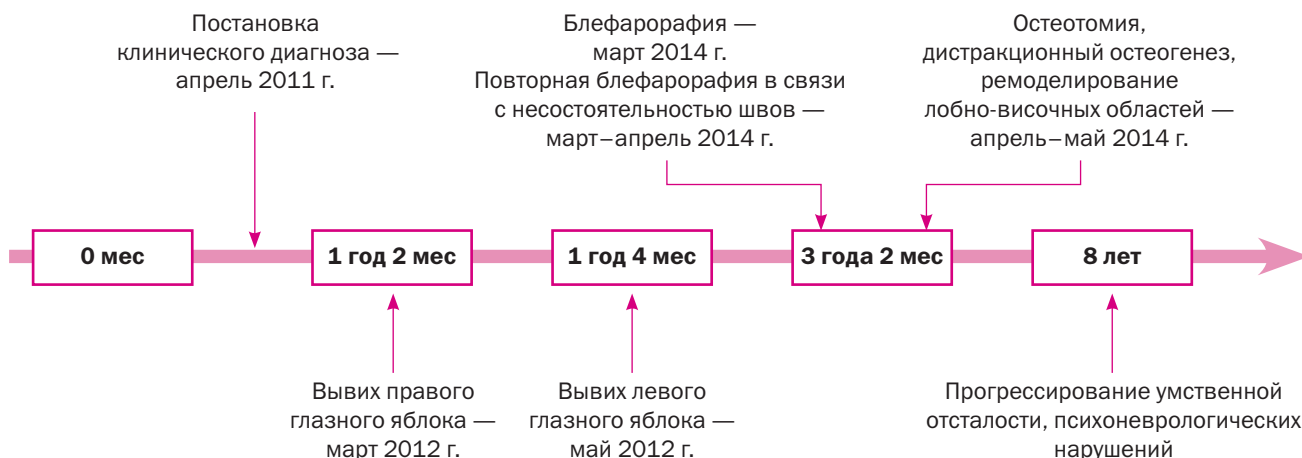 Постановка
клинического диагноза —
апрель 2011 г.
Блефарорафия —
март 2014 г.
Повторная блефарорафия в связи
с несостоятельностью швов —
март–апрель 2014 г.
Остеотомия,
дистракционный остеогенез,
ремоделирование
лобно-височных областей —
апрель–май 2014 г.
0 мес
1 год 2 мес
1 год 4 мес
3 года 2 мес
8 лет
Вывих правого
глазного яблока —
март 2012 г.
Вывих левого
глазного яблока —
май 2012 г.
Прогрессирование умственной
отсталости, психоневрологических
нарушений